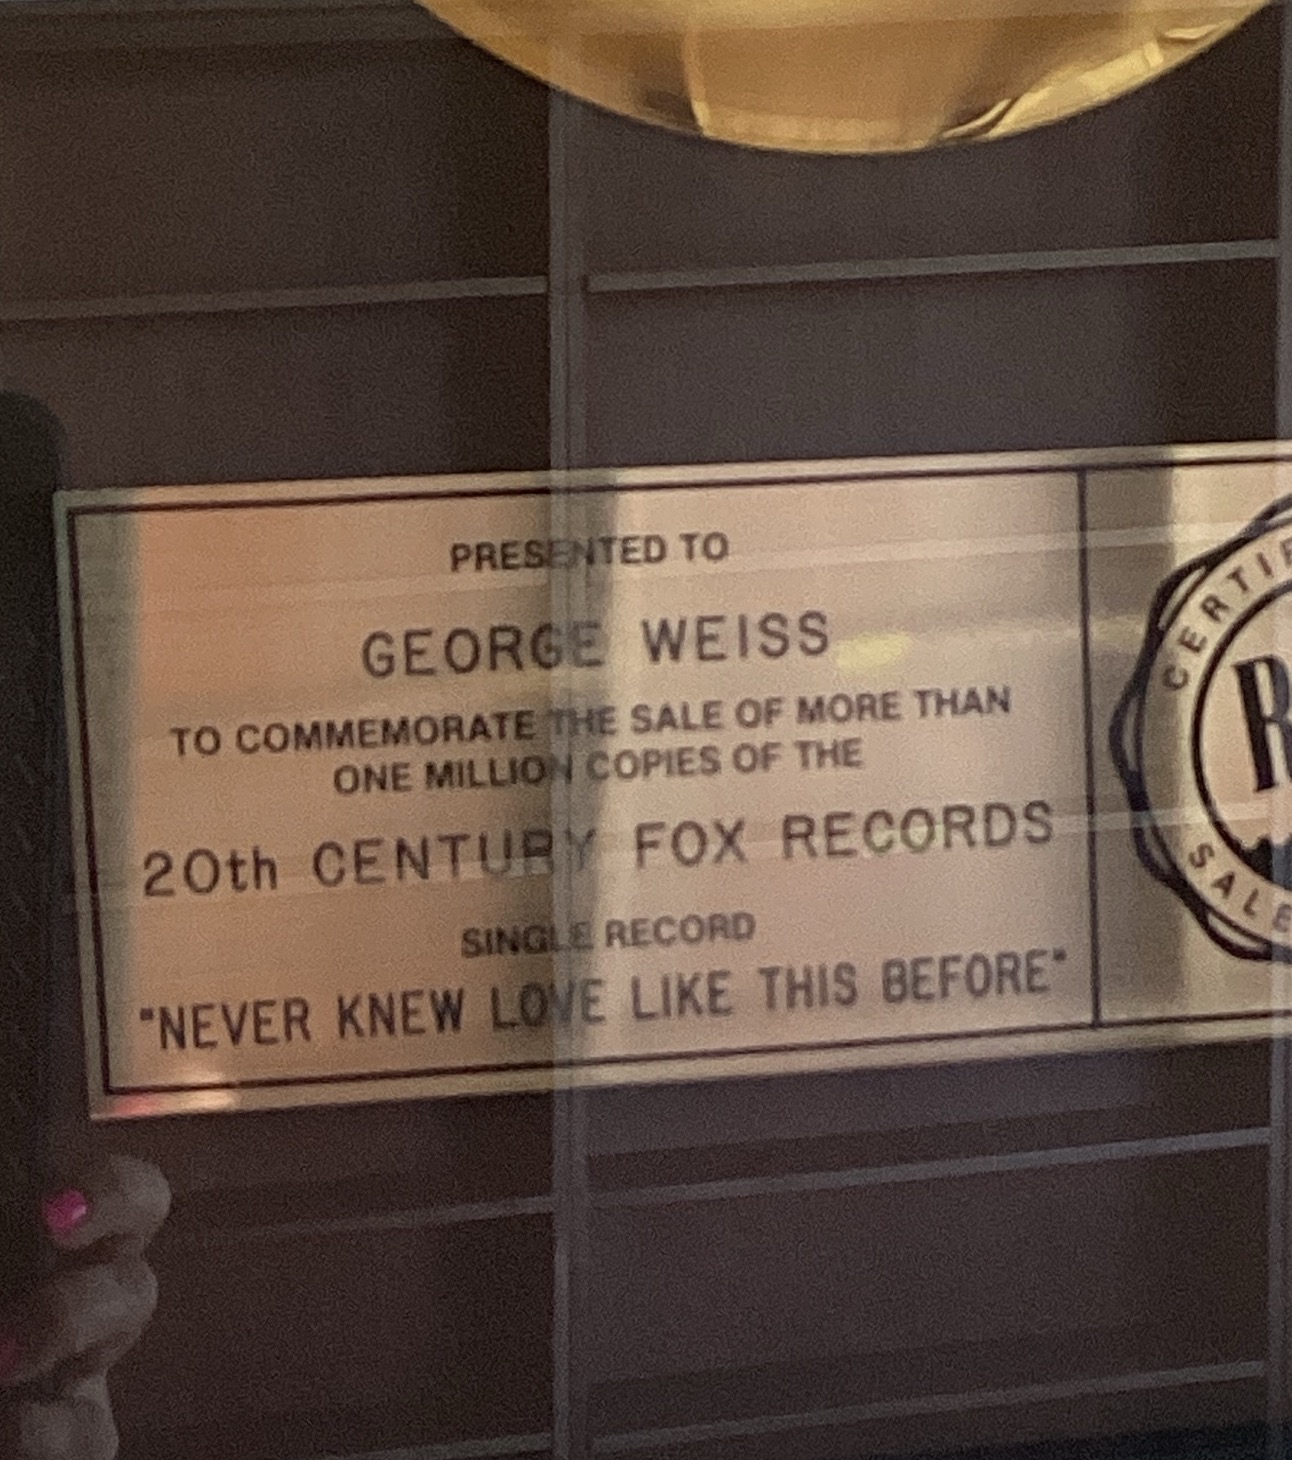 PRESENTED TO
GEORGE WEISS
TO COMMEMORATE THE SALE OF MORE THAN
ONE MILLION COPIES OF THE
20th CENTURY FOX RECORDS
SINGLE RECORD
"NEVER KNEW LOVE LIKE THIS BEFORE"